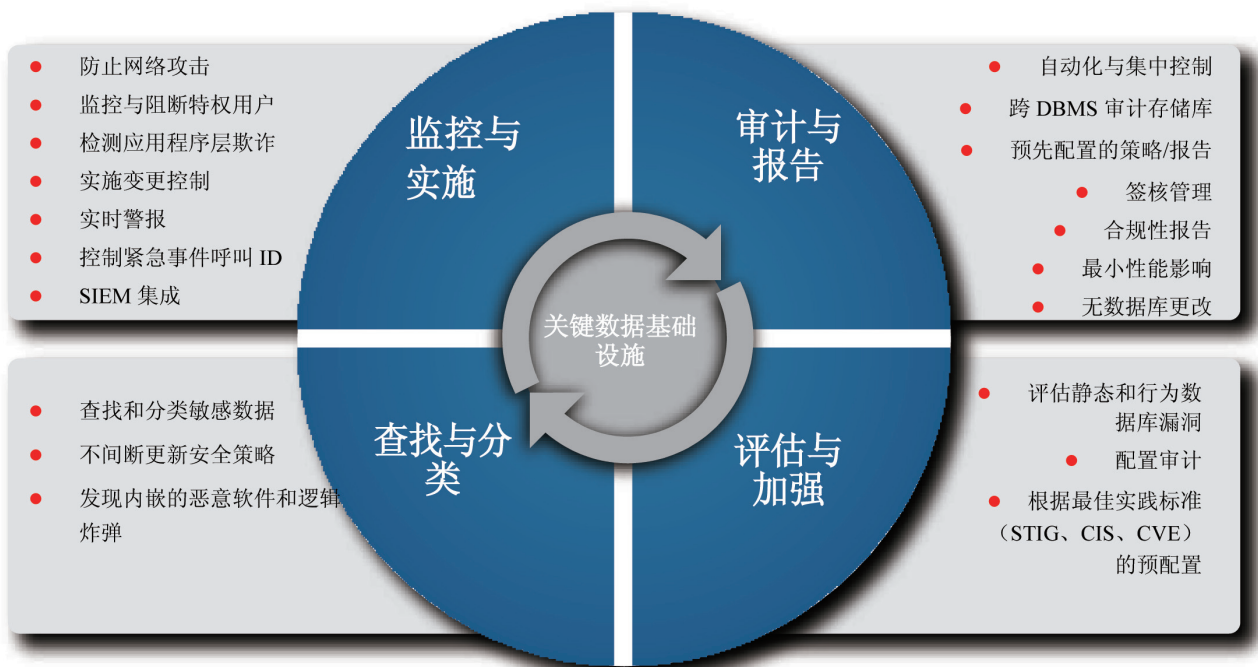 防止网络攻击
监控与阻断特权用户
检测应用程序层欺诈
实施变更控制
实时警报
控制紧急事件呼叫 ID
SIEM 集成
监控与
实施
审计与
报告
自动化与集中控制
跨 DBMS 审计存储库
预先配置的策略/报告
签核管理
合规性报告
最小性能影响
无数据库更改
关键数据基础
设施
查找和分类敏感数据
不间断更新安全策略
发现内嵌的恶意软件和逻辑
炸弹
查找与分
类
评估与
加强
评估静态和行为数
据库漏洞
配置审计
根据最佳实践标准
（STIG、CIS、CVE）
的预配置